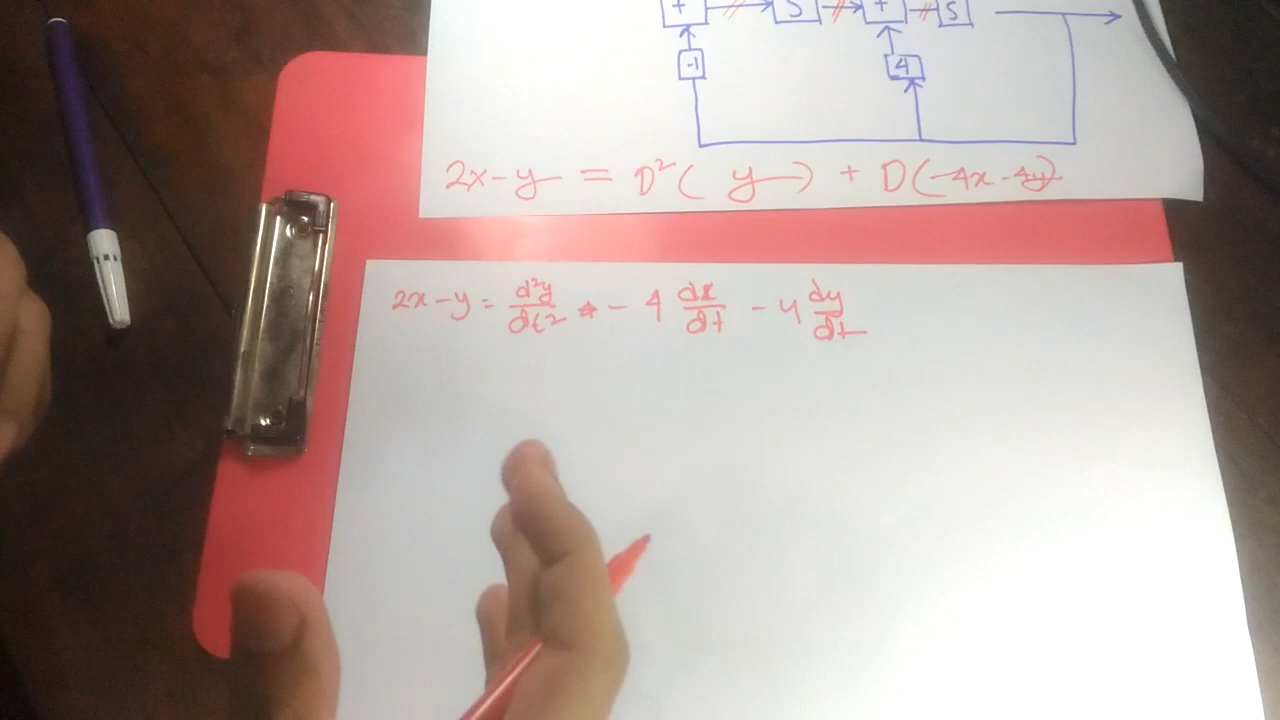 + S + S
-1 4
2x-y = D²( y ) + D(-4x -4y)
2x-y = d²y/dt² - 4 dx/dt - 4 dy/dt